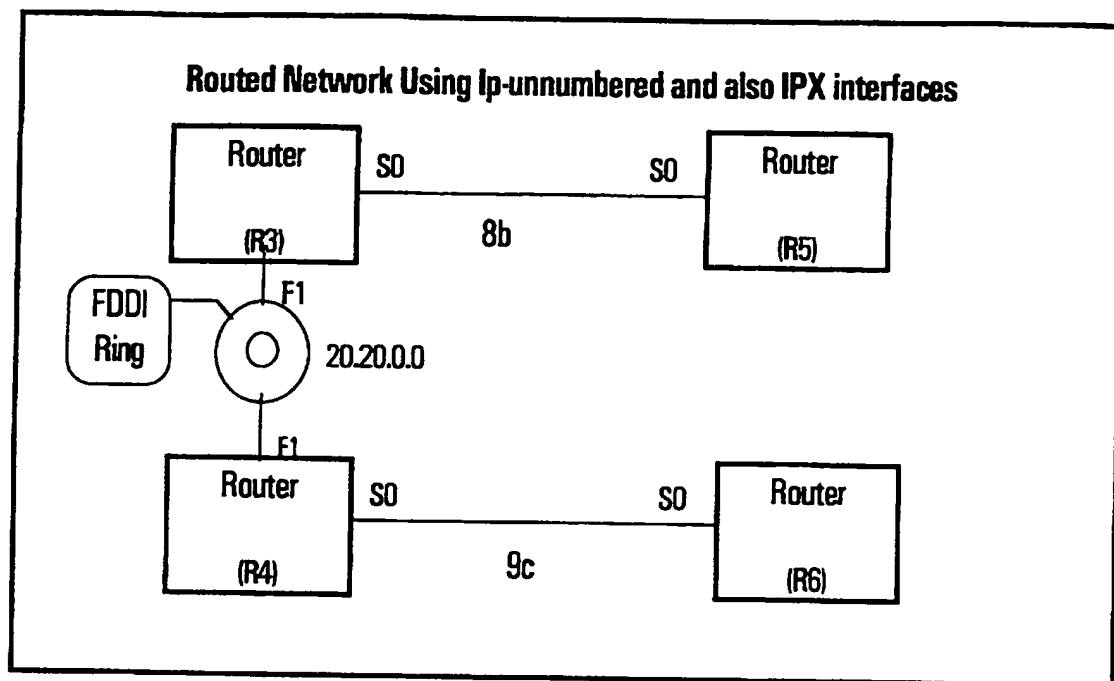 Routed Network Using Ip-unnumbered and also IPX interfaces
Router
S0
(R3)
8b
S0
Router
(R5)
F1
FDDI
Ring
20.20.0.0
F1
Router
S0
(R4)
9c
S0
Router
(R6)